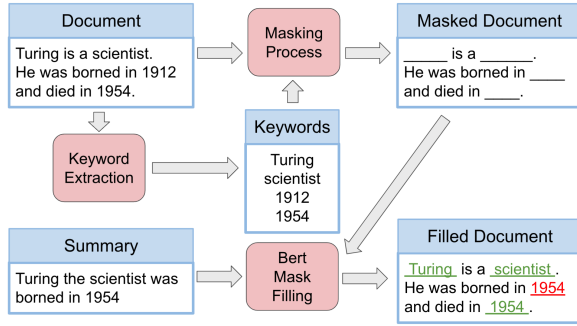 Document
Turing is a scientist.
He was borned in 1912
and died in 1954.
Masking
Process
Masked Document
_____ is a ______.
He was borned in ____
and died in ____.
Keyword
Extraction
Keywords
Turing
scientist
1912
1954
Summary
Turing the scientist was
borned in 1954
Bert
Mask
Filling
Filled Document
Turing is a scientist.
He was borned in 1954
and died in 1954.